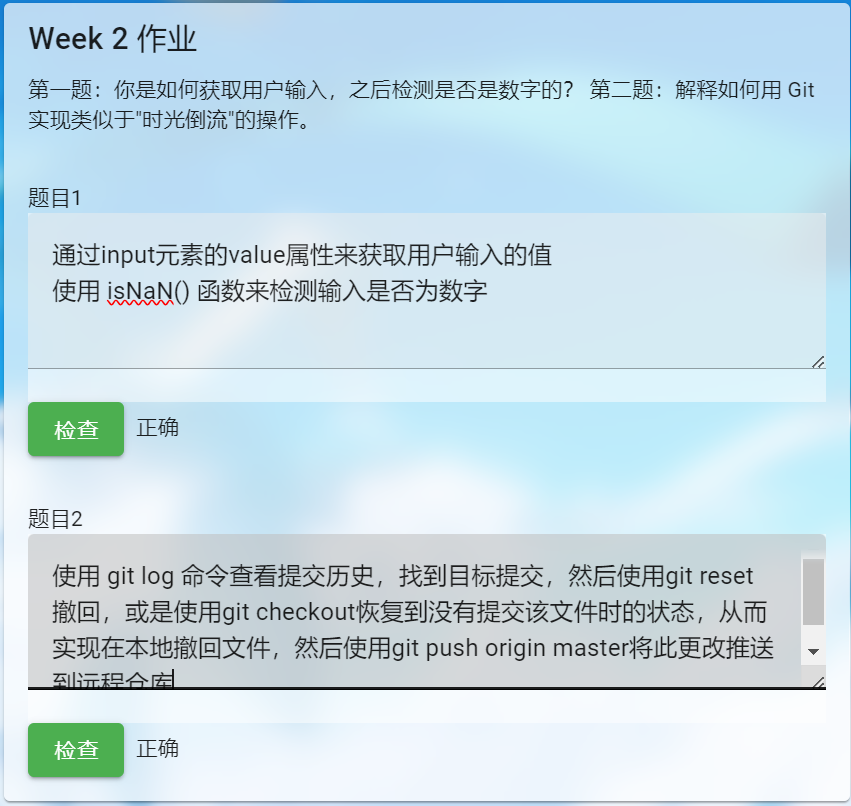 Week 2 作业
第一题：你是如何获取用户输入，之后检测是否是数字的？ 第二题：解释如何用 Git
实现类似于"时光倒流"的操作。
题目1
通过input元素的value属性来获取用户输入的值
使用 isNaN() 函数来检测输入是否为数字
检查 正确
题目2
使用 git log 命令查看提交历史，找到目标提交，然后使用git reset
撤回，或是使用git checkout恢复到没有提交该文件时的状态，从而
实现在本地撤回文件，然后使用git push origin master将此更改推送
到远程仓库
检查 正确